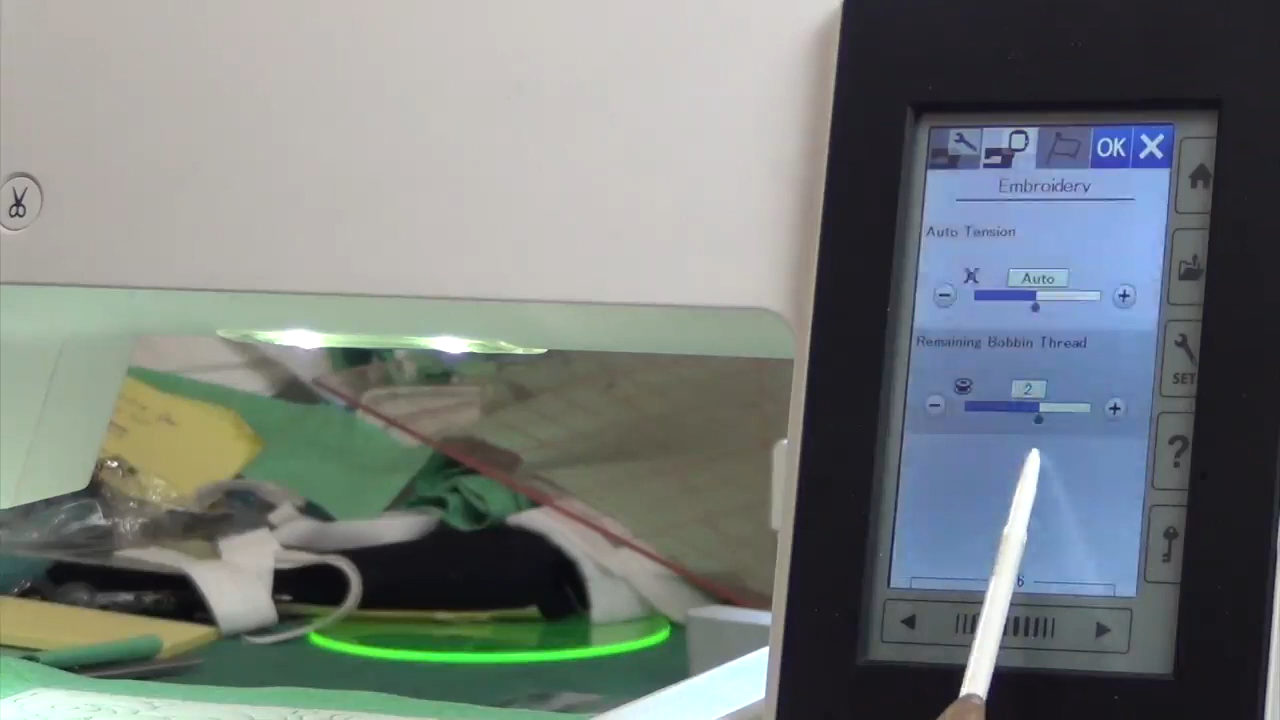 OK X
Embroidery
Auto Tension
Auto
− +
Remaining Bobbin Thread
2
− +
SET
?